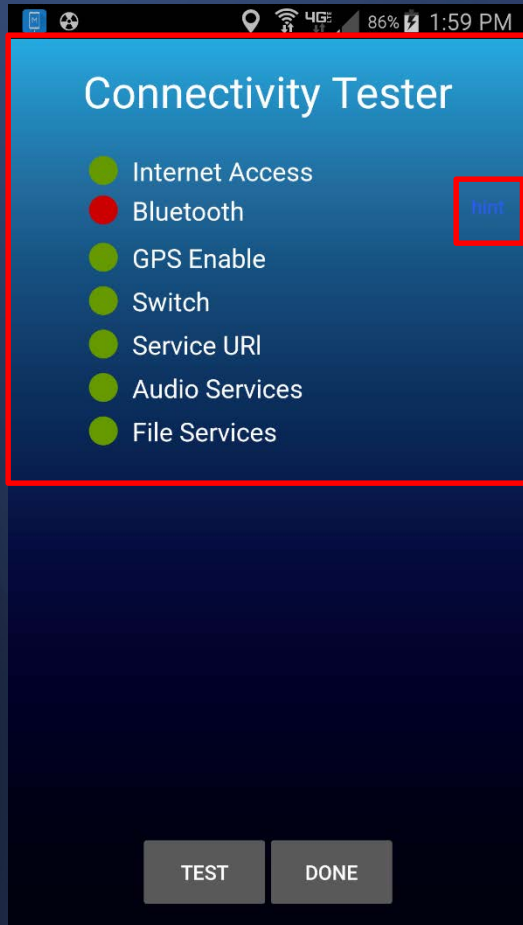 4G 86% 1:59 PM
Connectivity Tester
Internet Access
Bluetooth hint
GPS Enable
Switch
Service URl
Audio Services
File Services
TEST DONE